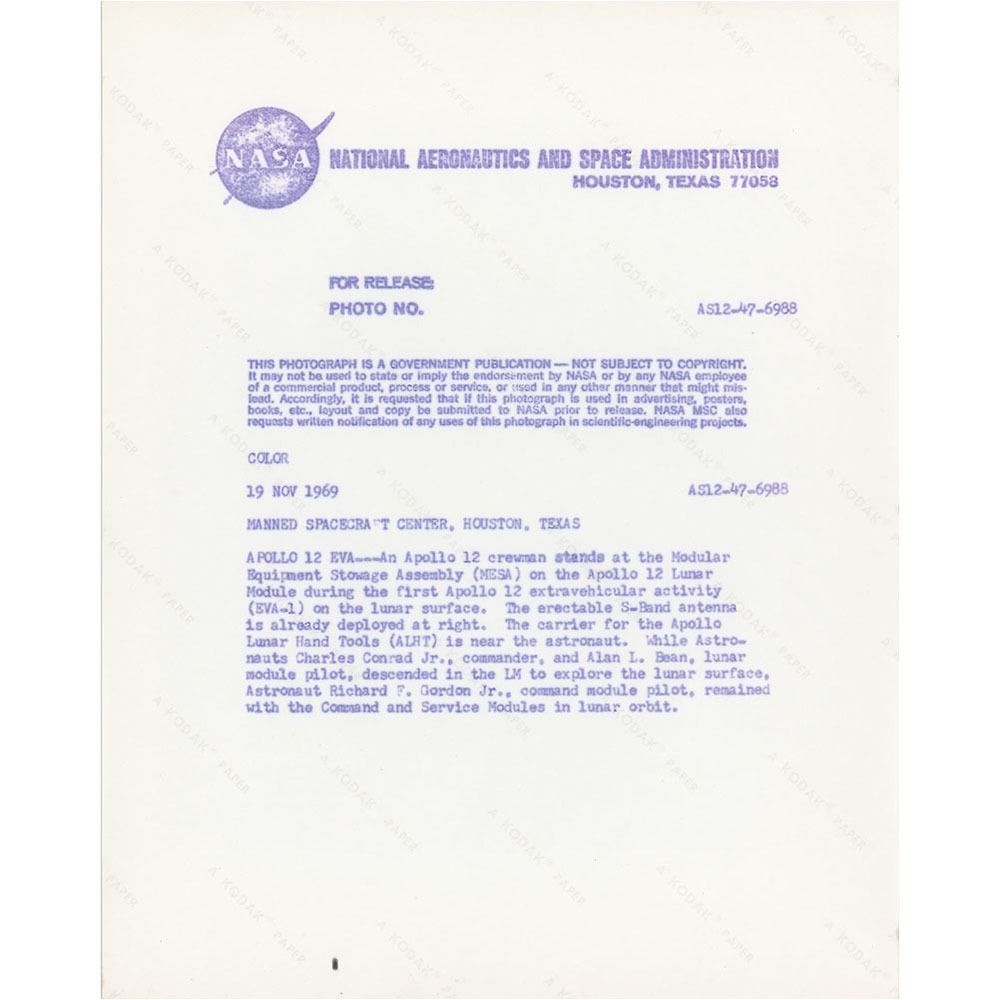 NASA
NATIONAL AERONAUTICS AND SPACE ADMINISTRATION
HOUSTON, TEXAS 77058
FOR RELEASE:
PHOTO NO. AS12-47-6988
THIS PHOTOGRAPH IS A GOVERNMENT PUBLICATION — NOT SUBJECT TO COPYRIGHT.
It may not be used to state or imply the endorsement by NASA or by any NASA employee
of a commercial product, process or service, or used in any other manner that might mis-
lead. Accordingly, it is requested that if this photograph is used in advertising, posters,
books, etc., layout and copy be submitted to NASA prior to release. NASA MSC also
requests written notification of any uses of this photograph in scientific-engineering projects.
COLOR
19 NOV 1969 AS12-47-6988
MANNED SPACECRAFT CENTER, HOUSTON, TEXAS
APOLLO 12 EVA---An Apollo 12 crewman stands at the Modular
Equipment Stowage Assembly (MESA) on the Apollo 12 Lunar
Module during the first Apollo 12 extravehicular activity
(EVA-1) on the lunar surface. The erectable S-Band antenna
is already deployed at right. The carrier for the Apollo
Lunar Hand Tools (ALHT) is near the astronaut. While Astro-
nauts Charles Conrad Jr., commander, and Alan L. Bean, lunar
module pilot, descended in the LM to explore the lunar surface,
Astronaut Richard F. Gordon Jr., command module pilot, remained
with the Command and Service Modules in lunar orbit.
A KODAK® PAPER